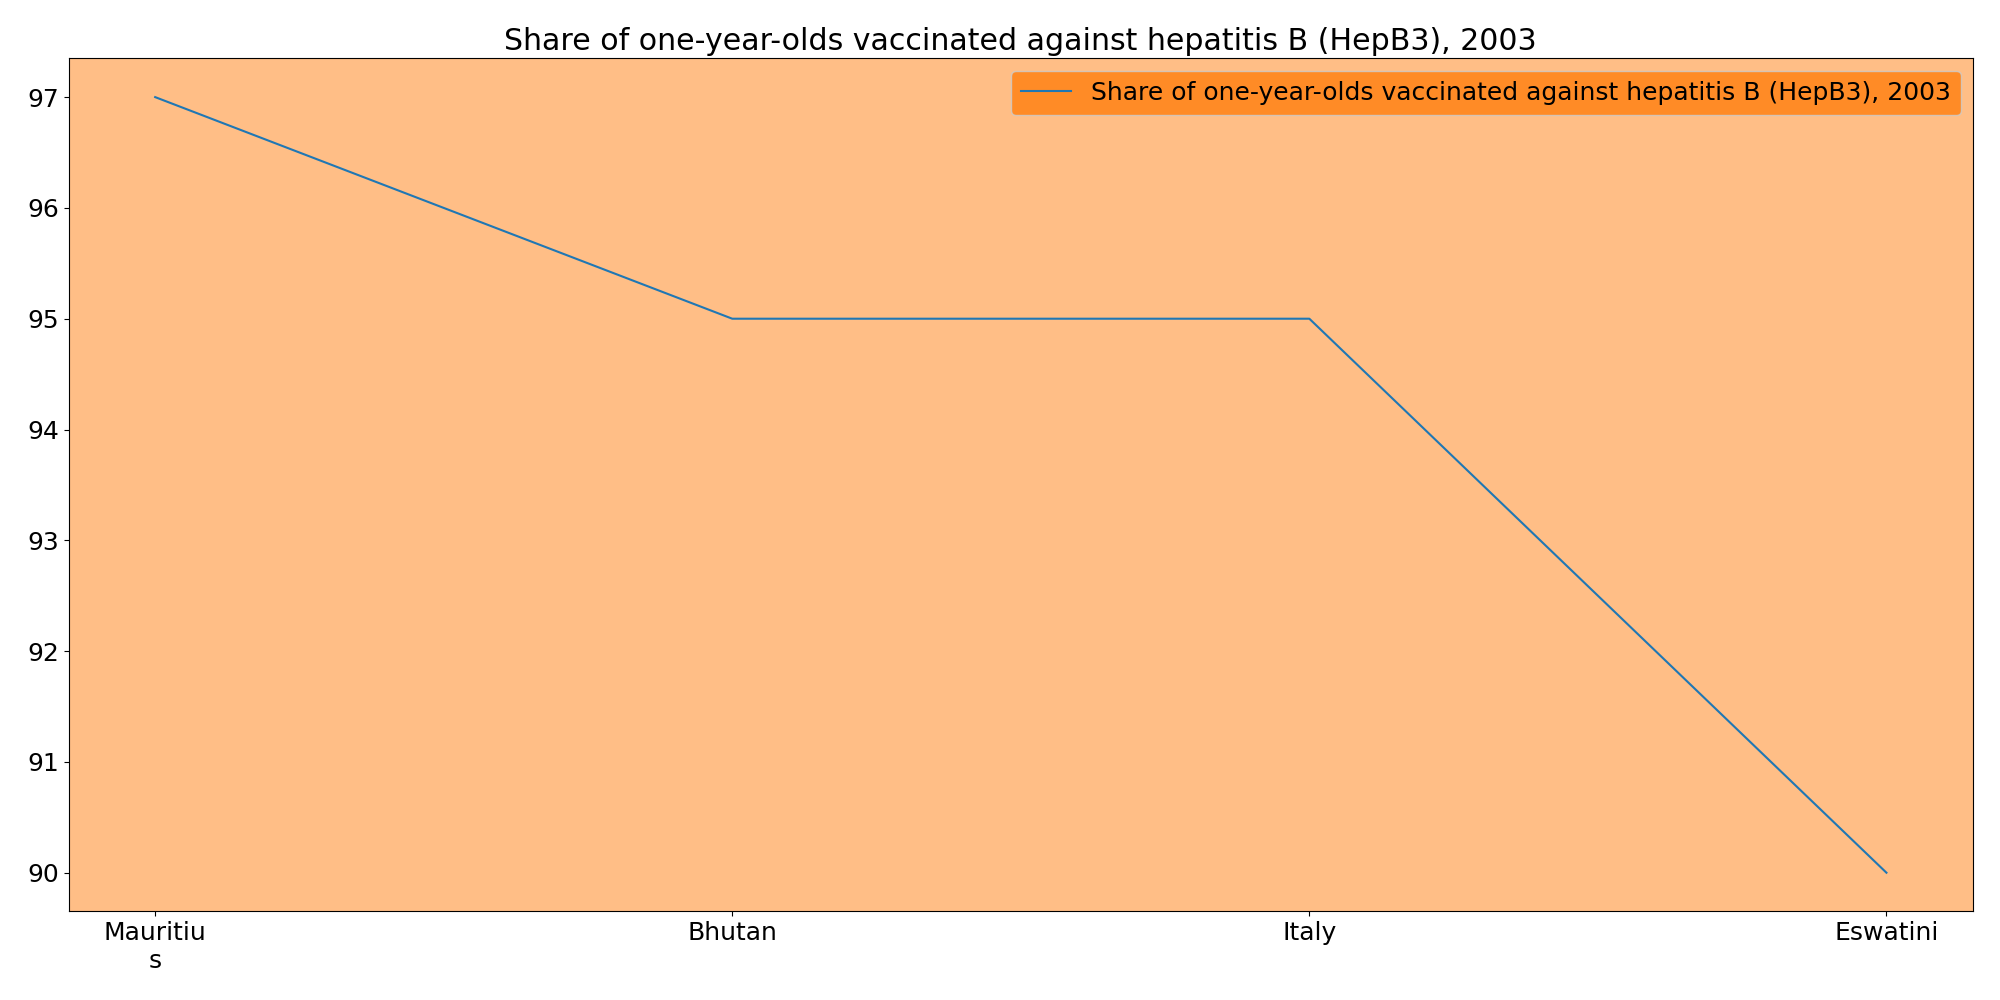 Share of one-year-olds vaccinated against hepatitis B (HepB3), 2003
Share of one-year-olds vaccinated against hepatitis B (HepB3), 2003
97
96
95
94
93
92
91
90
Mauritiu
s
Bhutan
Italy
Eswatini